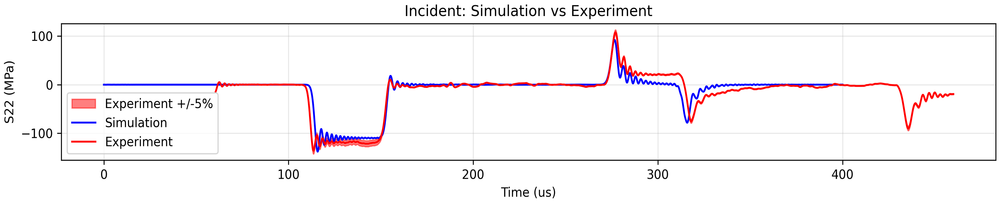 Incident: Simulation vs Experiment
S22 (MPa)
100
0
−100
Experiment +/-5%
Simulation
Experiment
0 100 200 300 400
Time (us)